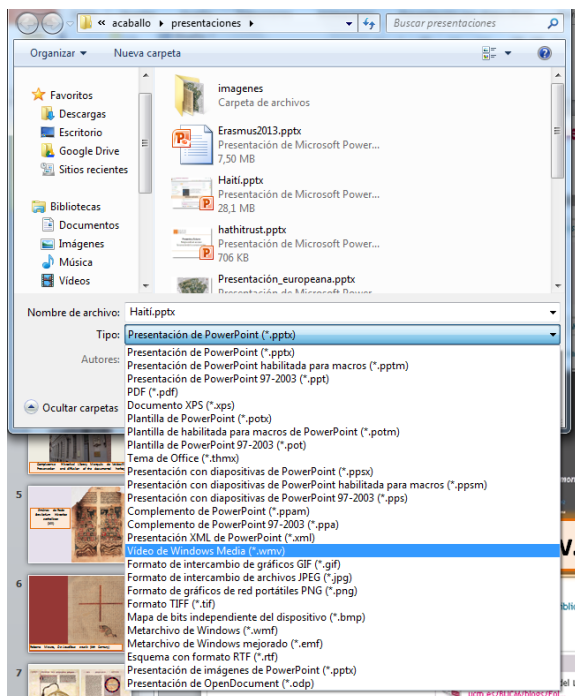 « acaballo ▸ presentaciones ▸
Buscar presentaciones
Organizar ▾ Nueva carpeta
Favoritos
Descargas
Escritorio
Google Drive
Sitios recientes
Bibliotecas
Documentos
Imágenes
Música
Vídeos
imagenes
Carpeta de archivos
Erasmus2013.pptx
Presentación de Microsoft Power...
7,50 MB
Haití.pptx
Presentación de Microsoft Power...
28,1 MB
hathitrust.pptx
Presentación de Microsoft Power...
706 KB
Presentación_europeana.pptx
Presentación de Microsoft Power...
Nombre de archivo: Haití.pptx
Tipo: Presentación de PowerPoint (*.pptx)
Autores:
Ocultar carpetas
Presentación de PowerPoint (*.pptx)
Presentación de PowerPoint habilitada para macros (*.pptm)
Presentación de PowerPoint 97-2003 (*.ppt)
PDF (*.pdf)
Documento XPS (*.xps)
Plantilla de PowerPoint (*.potx)
Plantilla de habilitada para macros de PowerPoint (*.potm)
Plantilla de PowerPoint 97-2003 (*.pot)
Tema de Office (*.thmx)
Presentación con diapositivas de PowerPoint (*.ppsx)
Presentación con diapositivas de PowerPoint habilitada para macros (*.ppsm)
Presentación con diapositivas de PowerPoint 97-2003 (*.pps)
Complemento de PowerPoint (*.ppam)
Complemento de PowerPoint 97-2003 (*.ppa)
Presentación XML de PowerPoint (*.xml)
Vídeo de Windows Media (*.wmv)
Formato de intercambio de gráficos GIF (*.gif)
Formato de intercambio de archivos JPEG (*.jpg)
Formato de gráficos de red portátiles PNG (*.png)
Formato TIFF (*.tif)
Mapa de bits independiente del dispositivo (*.bmp)
Metarchivo de Windows (*.wmf)
Metarchivo de Windows mejorado (*.emf)
Esquema con formato RTF (*.rtf)
Presentación de imágenes de PowerPoint (*.pptx)
Presentación de OpenDocument (*.odp)
5
6
7